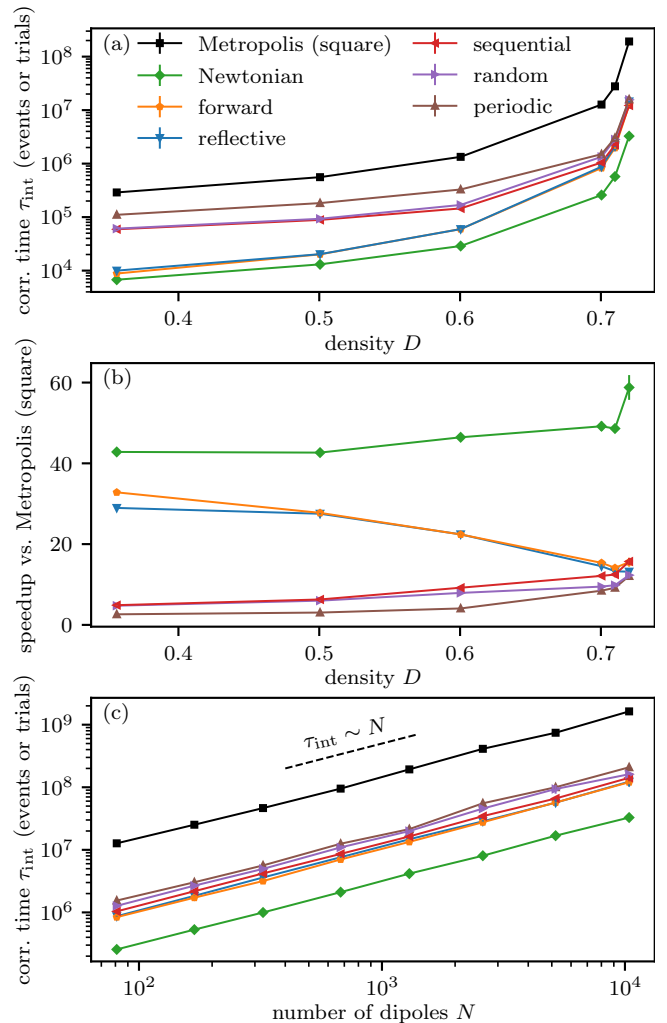 (a)
Metropolis (square)
Newtonian
forward
reflective
sequential
random
periodic
corr. time τ_int (events or trials)
10^8
10^7
10^6
10^5
10^4
0.4 0.5 0.6 0.7
density D
(b)
speedup vs. Metropolis (square)
60
40
20
0
0.4 0.5 0.6 0.7
density D
(c)
τ_int ∼ N
corr. time τ_int (events or trials)
10^9
10^8
10^7
10^6
10^2 10^3 10^4
number of dipoles N